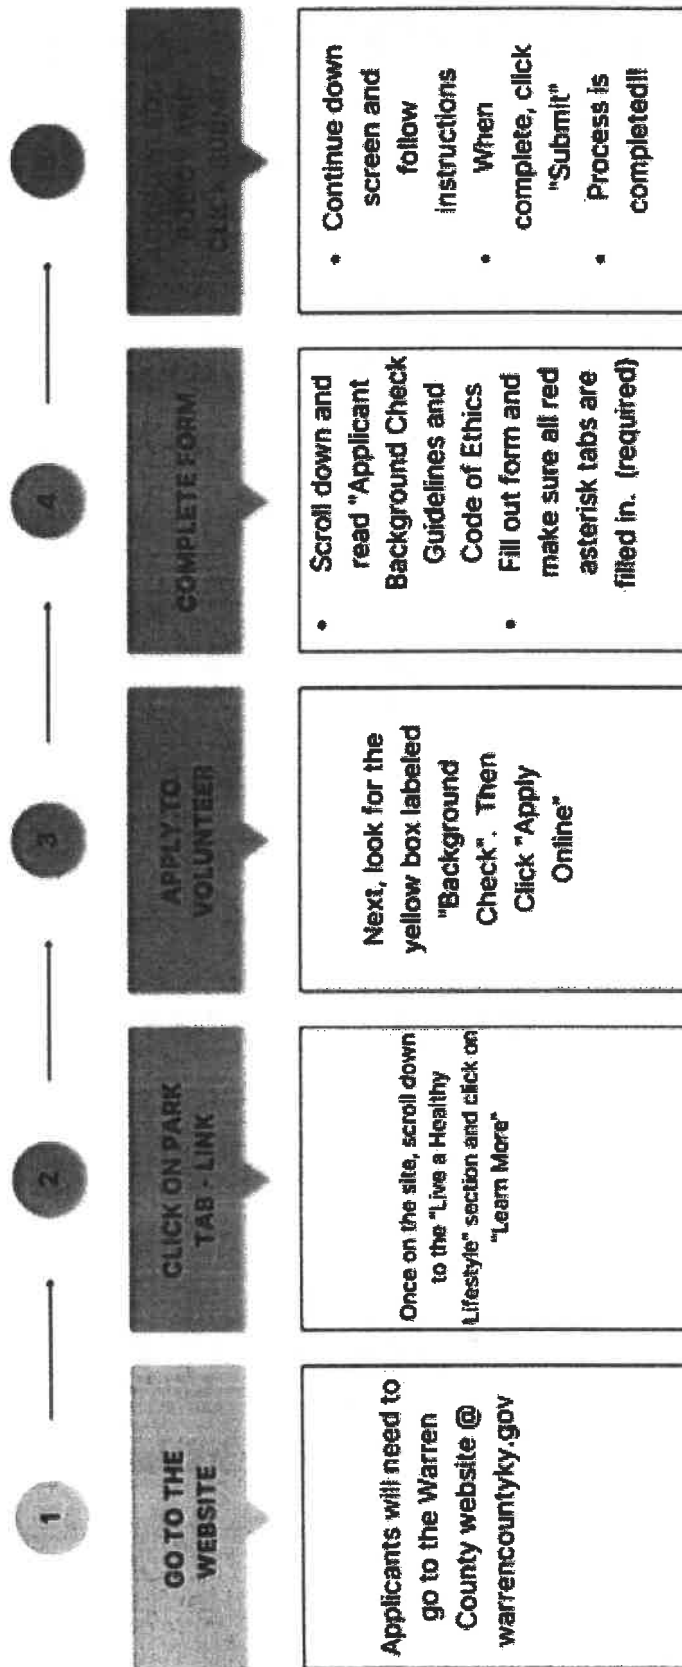 1
GO TO THE
WEBSITE
Applicants will need to
go to the Warren
County website @
warrencountyky.gov
2
CLICK ON PARK
TAB - LINK
Once on the site, scroll down
to the "Live a Healthy
Lifestyle" section and click on
"Learn More"
3
APPLY TO
VOLUNTEER
Next, look for the
yellow box labeled
"Background
Check". Then
Click "Apply
Online"
4
COMPLETE FORM
• Scroll down and
read "Applicant
Background Check
Guidelines and
Code of Ethics
• Fill out form and
make sure all red
asterisk tabs are
filled in. (required)
• Continue down
screen and
follow
instructions
• When
complete, click
"Submit"
• Process is
completed!!